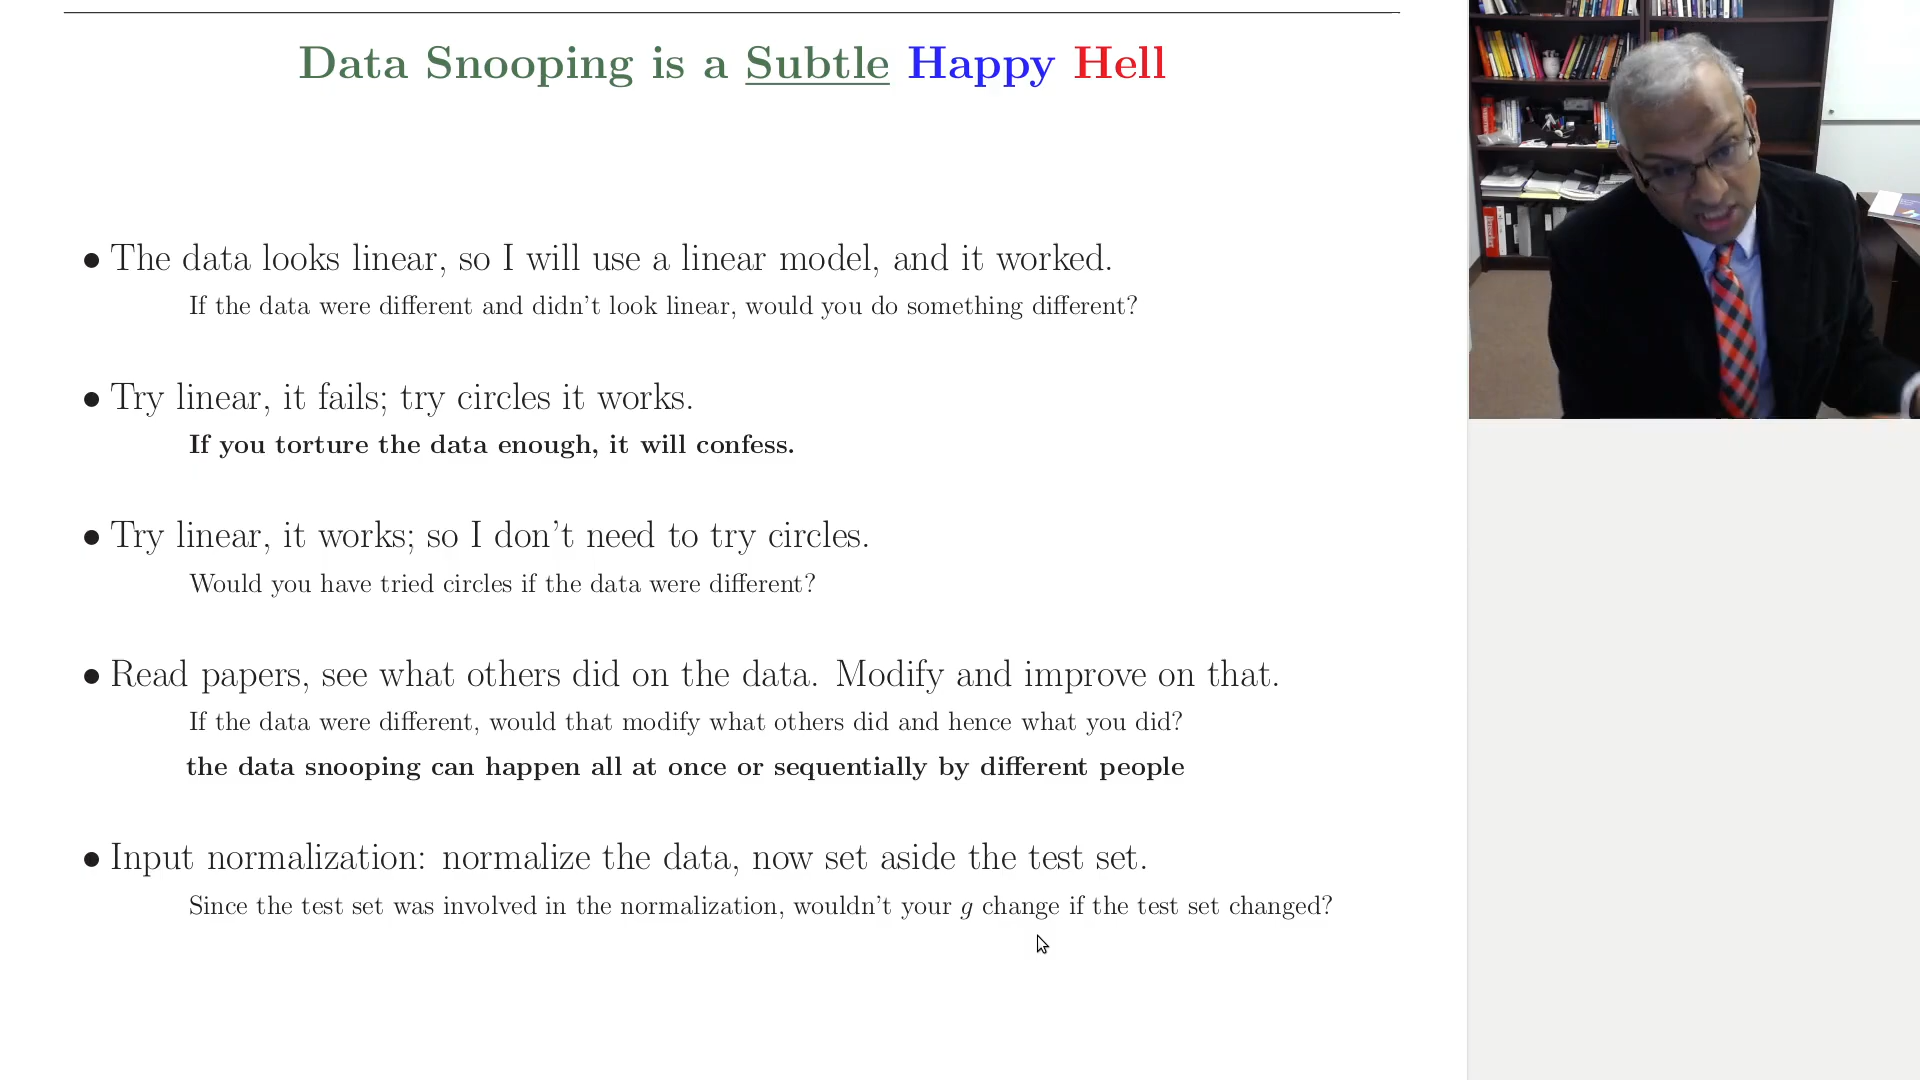 Data Snooping is a Subtle Happy Hell
• The data looks linear, so I will use a linear model, and it worked.
If the data were different and didn't look linear, would you do something different?
• Try linear, it fails; try circles it works.
If you torture the data enough, it will confess.
• Try linear, it works; so I don't need to try circles.
Would you have tried circles if the data were different?
• Read papers, see what others did on the data. Modify and improve on that.
If the data were different, would that modify what others did and hence what you did?
the data snooping can happen all at once or sequentially by different people
• Input normalization: normalize the data, now set aside the test set.
Since the test set was involved in the normalization, wouldn't your g change if the test set changed?